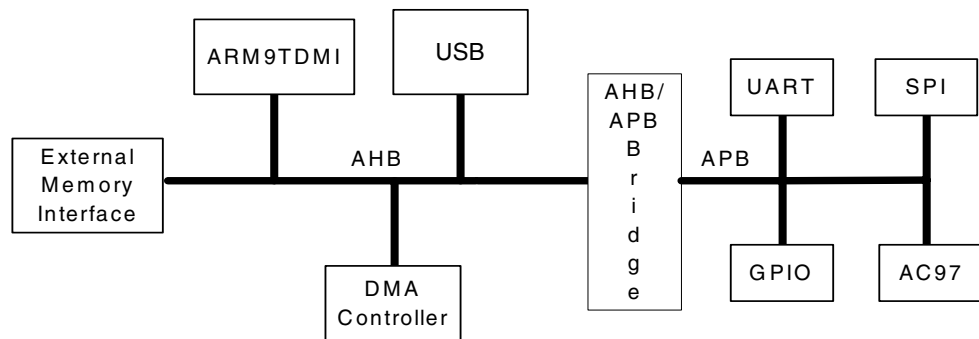 ARM9TDMI
USB
External
Memory
Interface
AHB
DMA
Controller
AHB/
APB
B
r
i
d
g
e
APB
UART
SPI
GPIO
AC97